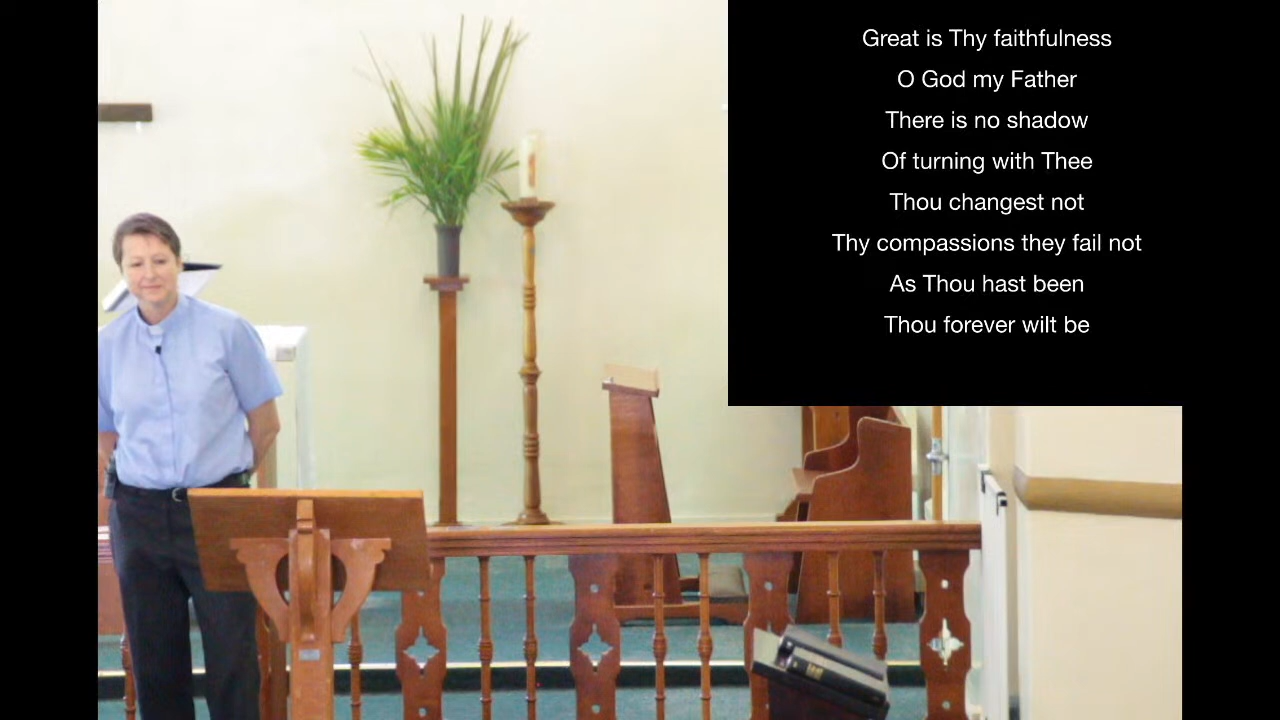 Great is Thy faithfulness
O God my Father
There is no shadow
Of turning with Thee
Thou changest not
Thy compassions they fail not
As Thou hast been
Thou forever wilt be